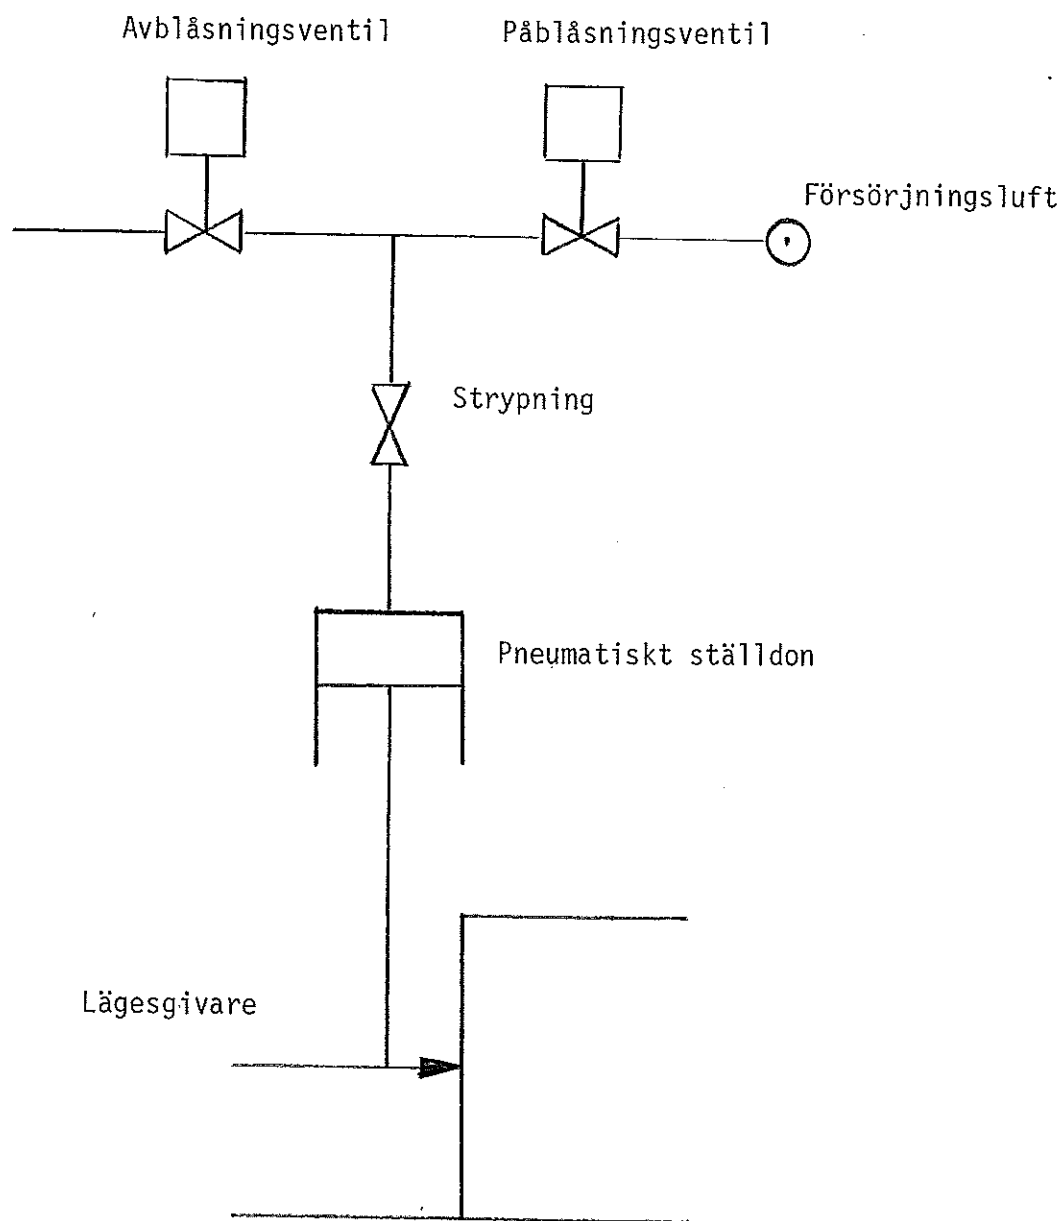 Avblåsningsventil
Påblåsningsventil
Försörjningsluft
Strypning
Pneumatiskt ställdon
Lägesgivare